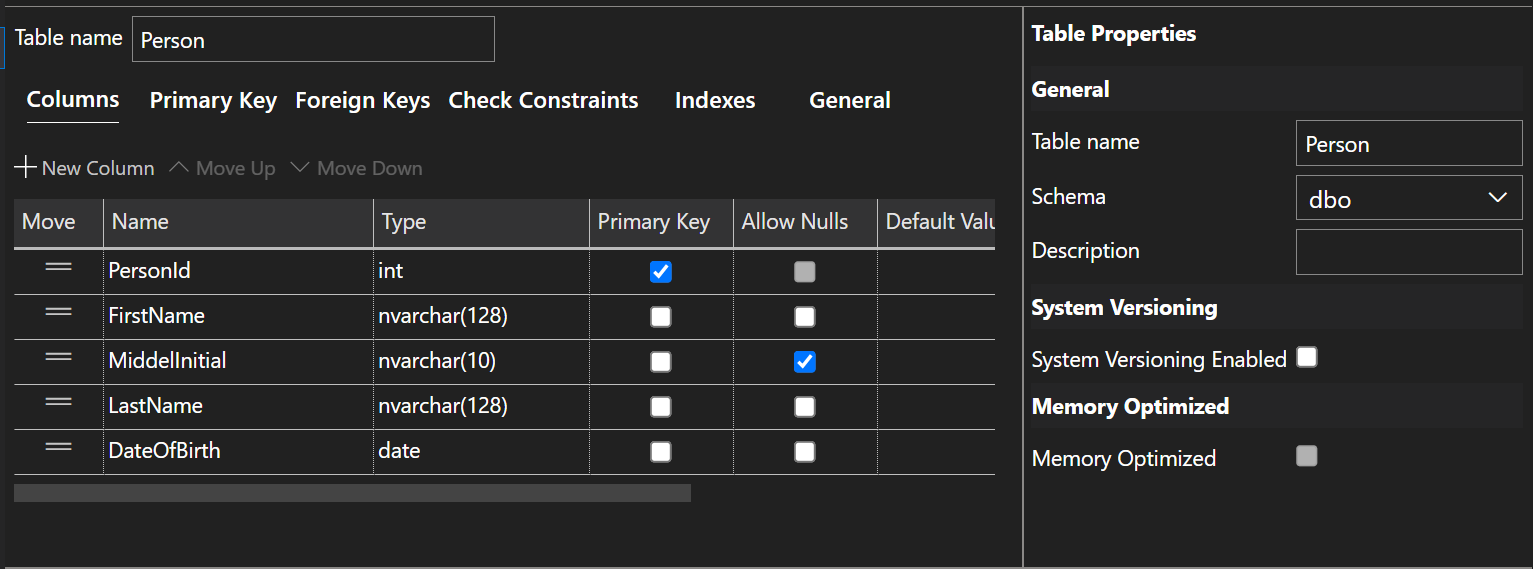 Table name Person
Columns Primary Key Foreign Keys Check Constraints Indexes General
New Column Move Up Move Down
Move Name Type Primary Key Allow Nulls Default Valu
PersonId int
FirstName nvarchar(128)
MiddelInitial nvarchar(10)
LastName nvarchar(128)
DateOfBirth date
Table Properties
General
Table name Person
Schema dbo
Description
System Versioning
System Versioning Enabled
Memory Optimized
Memory Optimized